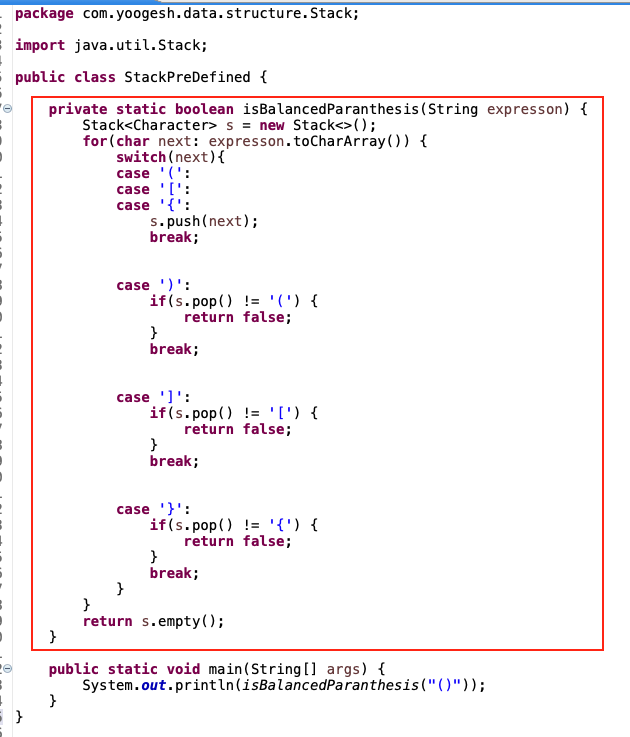 package com.yoogesh.data.structure.Stack;
import java.util.Stack;
public class StackPreDefined {
private static boolean isBalancedParanthesis(String expresson) {
Stack<Character> s = new Stack<>();
for(char next: expresson.toCharArray()) {
switch(next){
case '(':
case '[':
case '{':
s.push(next);
break;
case ')':
if(s.pop() != '(') {
return false;
}
break;
case ']':
if(s.pop() != '[') {
return false;
}
break;
case '}':
if(s.pop() != '{') {
return false;
}
break;
}
}
return s.empty();
}
public static void main(String[] args) {
System.out.println(isBalancedParanthesis("()"));
}
}